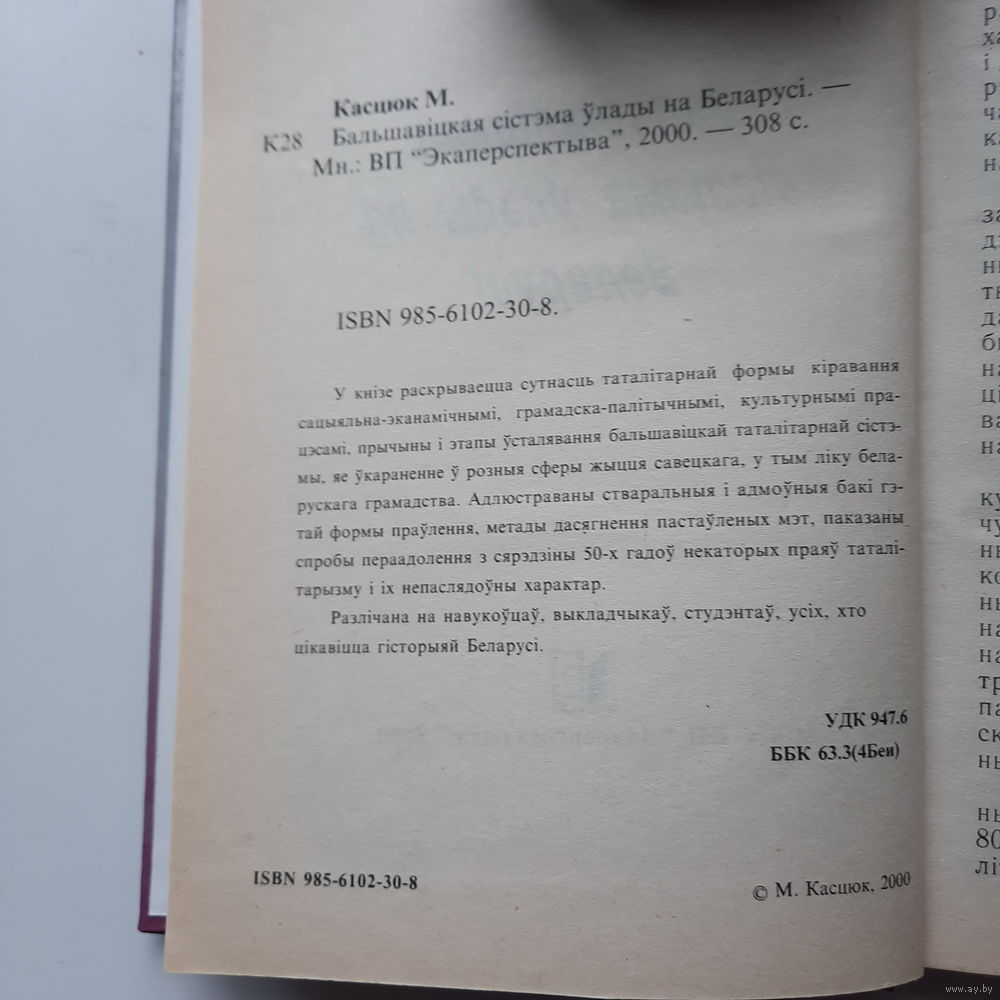 Касцюк М.
К28 Бальшавіцкая сістэма ўлады на Беларусі. —
Мн.: ВП “Экаперспектыва”, 2000. — 308 с.
ISBN 985-6102-30-8.
У кнізе раскрываецца сутнасць таталітарнай формы кіравання
сацыяльна-эканамічнымі, грамадска-палітычнымі, культурнымі пра-
цэсамі, прычыны і этапы ўсталявання бальшавіцкай таталітарнай сістэ-
мы, яе ўкараненне ў розныя сферы жыцця савецкага, у тым ліку бела-
рускага грамадства. Адлюстраваны стваральныя і адмоўныя бакі гэ-
тай формы праўлення, метады дасягнення пастаўленых мэт, паказаны
спробы пераадолення з сярэдзіны 50-х гадоў некаторых праяў таталі-
тарызму і іх непаслядоўны характар.
Разлічана на навукоўцаў, выкладчыкаў, студэнтаў, усіх, хто
цікавіцца гісторыяй Беларусі.
УДК 947.6
ББК 63.3(4Беи)
ISBN 985-6102-30-8
© М. Касцюк, 2000
www.ay.by